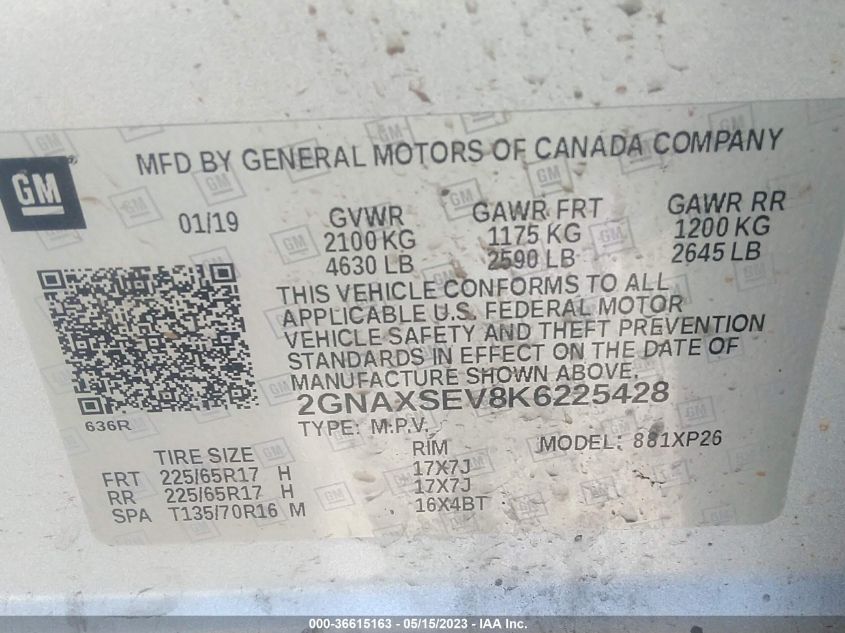 MFD BY GENERAL MOTORS OF CANADA COMPANY
GM
01/19
GVWR GAWR FRT GAWR RR
2100 KG 1175 KG 1200 KG
4630 LB 2590 LB 2645 LB
THIS VEHICLE CONFORMS TO ALL
APPLICABLE U.S. FEDERAL MOTOR
VEHICLE SAFETY AND THEFT PREVENTION
STANDARDS IN EFFECT ON THE DATE OF
MANUFACTURE SHOWN ABOVE.
2GNAXSEV8K6225428
636R
TYPE: M.P.V. MODEL: 881XP26
TIRE SIZE RIM
FRT 225/65R17 H 17X7J
RR 225/65R17 H 17X7J
SPA T135/70R16 M 16X4BT
000-36615163 - 05/15/2023 - IAA Inc.